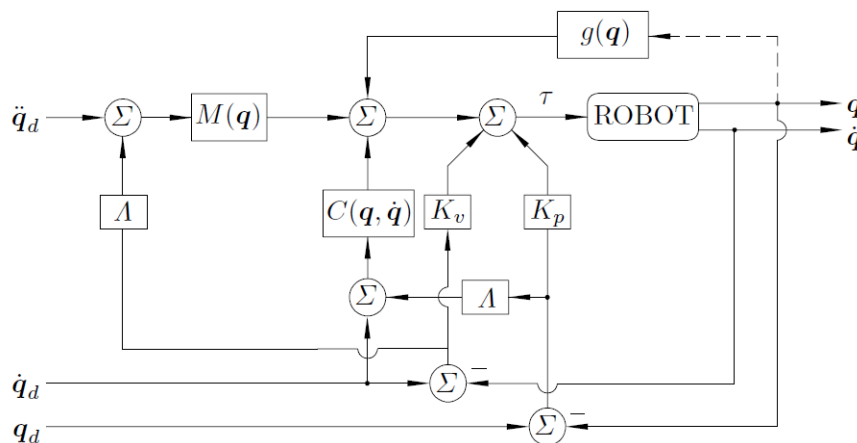 g(q)
q̈_d Σ M(q) Σ Σ τ ROBOT q
q̇
Λ C(q, q̇) K_v K_p
Σ Λ
q̇_d Σ −
q_d Σ −